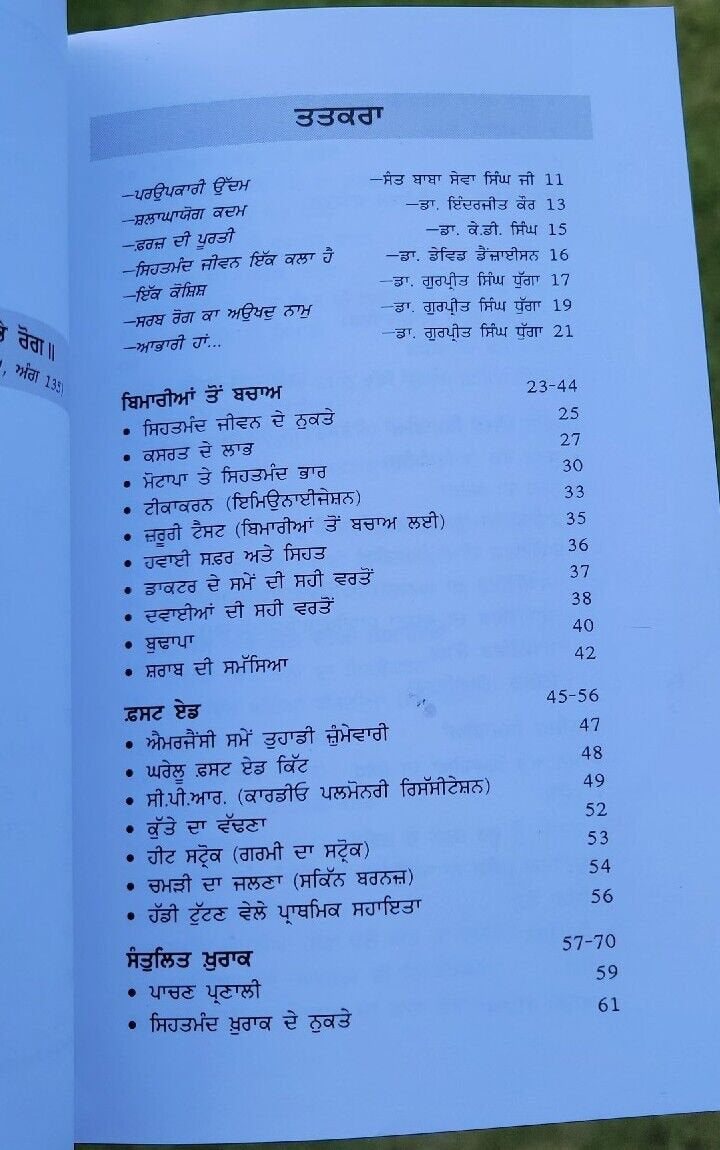 ੇ ਰੋਗ॥
, ਅੰਗ 135)
ਤਤਕਰਾ
—ਪਰਉਪਕਾਰੀ ਉੱਦਮ —ਸੰਤ ਬਾਬਾ ਸੇਵਾ ਸਿੰਘ ਜੀ 11
—ਸ਼ਲਾਘਾਯੋਗ ਕਦਮ —ਡਾ. ਇੰਦਰਜੀਤ ਕੌਰ 13
—ਫ਼ਰਜ਼ ਦੀ ਪੂਰਤੀ —ਡਾ. ਕੇ.ਡੀ. ਸਿੰਘ 15
—ਸਿਹਤਮੰਦ ਜੀਵਨ ਇੱਕ ਕਲਾ ਹੈ —ਡਾ. ਡੇਵਿਡ ਡੈਂਜ਼ਾਈਸਨ 16
—ਇੱਕ ਕੋਸ਼ਿਸ਼ —ਡਾ. ਗੁਰਪ੍ਰੀਤ ਸਿੰਘ ਧੁੱਗਾ 17
—ਸਰਬ ਰੋਗ ਕਾ ਅਉਖਦੁ ਨਾਮੁ —ਡਾ. ਗੁਰਪ੍ਰੀਤ ਸਿੰਘ ਧੁੱਗਾ 19
—ਆਭਾਰੀ ਹਾਂ... —ਡਾ. ਗੁਰਪ੍ਰੀਤ ਸਿੰਘ ਧੁੱਗਾ 21
ਬਿਮਾਰੀਆਂ ਤੋਂ ਬਚਾਅ 23-44
• ਸਿਹਤਮੰਦ ਜੀਵਨ ਦੇ ਨੁਕਤੇ 25
• ਕਸਰਤ ਦੇ ਲਾਭ 27
• ਮੋਟਾਪਾ ਤੇ ਸਿਹਤਮੰਦ ਭਾਰ 30
• ਟੀਕਾਕਰਨ (ਇਮਿਉਨਾਈਜੇਸ਼ਨ) 33
• ਜ਼ਰੂਰੀ ਟੈਸਟ (ਬਿਮਾਰੀਆਂ ਤੋਂ ਬਚਾਅ ਲਈ) 35
• ਹਵਾਈ ਸਫ਼ਰ ਅਤੇ ਸਿਹਤ 36
• ਡਾਕਟਰ ਦੇ ਸਮੇਂ ਦੀ ਸਹੀ ਵਰਤੋਂ 37
• ਦਵਾਈਆਂ ਦੀ ਸਹੀ ਵਰਤੋਂ 38
• ਬੁਢਾਪਾ 40
• ਸ਼ਰਾਬ ਦੀ ਸਮੱਸਿਆ 42
ਫ਼ਸਟ ਏਡ 45-56
• ਐਮਰਜੈਂਸੀ ਸਮੇਂ ਤੁਹਾਡੀ ਜ਼ੁੰਮੇਵਾਰੀ 47
• ਘਰੇਲੂ ਫ਼ਸਟ ਏਡ ਕਿੱਟ 48
• ਸੀ.ਪੀ.ਆਰ. (ਕਾਰਡੀਓ ਪਲਮੋਨਰੀ ਰਿਸੱਸੀਟੇਸ਼ਨ) 49
• ਕੁੱਤੇ ਦਾ ਵੱਢਣਾ 52
• ਹੀਟ ਸਟ੍ਰੋਕ (ਗਰਮੀ ਦਾ ਸਟ੍ਰੋਕ) 53
• ਚਮੜੀ ਦਾ ਜਲਣਾ (ਸਕਿੱਨ ਬਰਨਜ਼) 54
• ਹੱਡੀ ਟੁੱਟਣ ਵੇਲੇ ਪ੍ਰਾਥਮਿਕ ਸਹਾਇਤਾ 56
ਸੰਤੁਲਿਤ ਖ਼ੁਰਾਕ 57-70
• ਪਾਚਣ ਪ੍ਰਣਾਲੀ 59
• ਸਿਹਤਮੰਦ ਖ਼ੁਰਾਕ ਦੇ ਨੁਕਤੇ 61